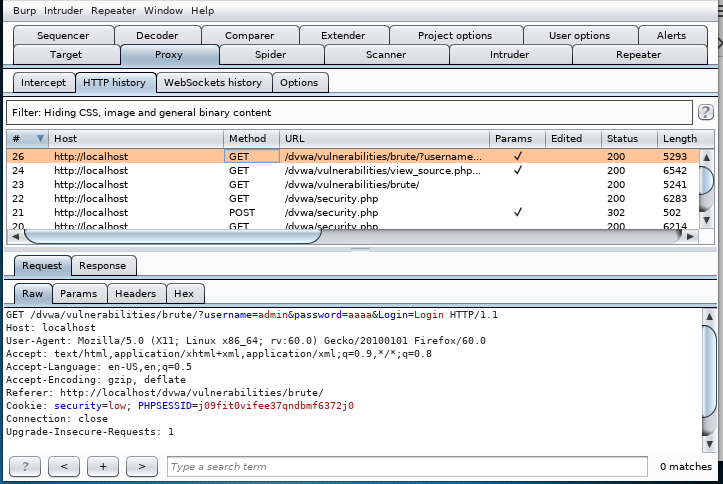 Burp Intruder Repeater Window Help
Sequencer Decoder Comparer Extender Project options User options Alerts
Target Proxy Spider Scanner Intruder Repeater
Intercept HTTP history WebSockets history Options
Filter: Hiding CSS, image and general binary content ?
# Host Method URL Params Edited Status Length
26 http://localhost GET /dvwa/vulnerabilities/brute/?username... ✓ 200 5293
24 http://localhost GET /dvwa/vulnerabilities/view_source.php... ✓ 200 6542
23 http://localhost GET /dvwa/vulnerabilities/brute/ 200 5241
22 http://localhost GET /dvwa/security.php 200 6283
21 http://localhost POST /dvwa/security.php ✓ 302 502
20 http://localhost GET /dvwa/security.php 200 6214
Request Response
Raw Params Headers Hex
GET /dvwa/vulnerabilities/brute/?username=admin&password=aaaa&Login=Login HTTP/1.1
Host: localhost
User-Agent: Mozilla/5.0 (X11; Linux x86_64; rv:60.0) Gecko/20100101 Firefox/60.0
Accept: text/html,application/xhtml+xml,application/xml;q=0.9,*/*;q=0.8
Accept-Language: en-US,en;q=0.5
Accept-Encoding: gzip, deflate
Referer: http://localhost/dvwa/vulnerabilities/brute/
Cookie: security=low; PHPSESSID=j09fit0vifee37qndbmf6372j0
Connection: close
Upgrade-Insecure-Requests: 1
? < + > Type a search term 0 matches